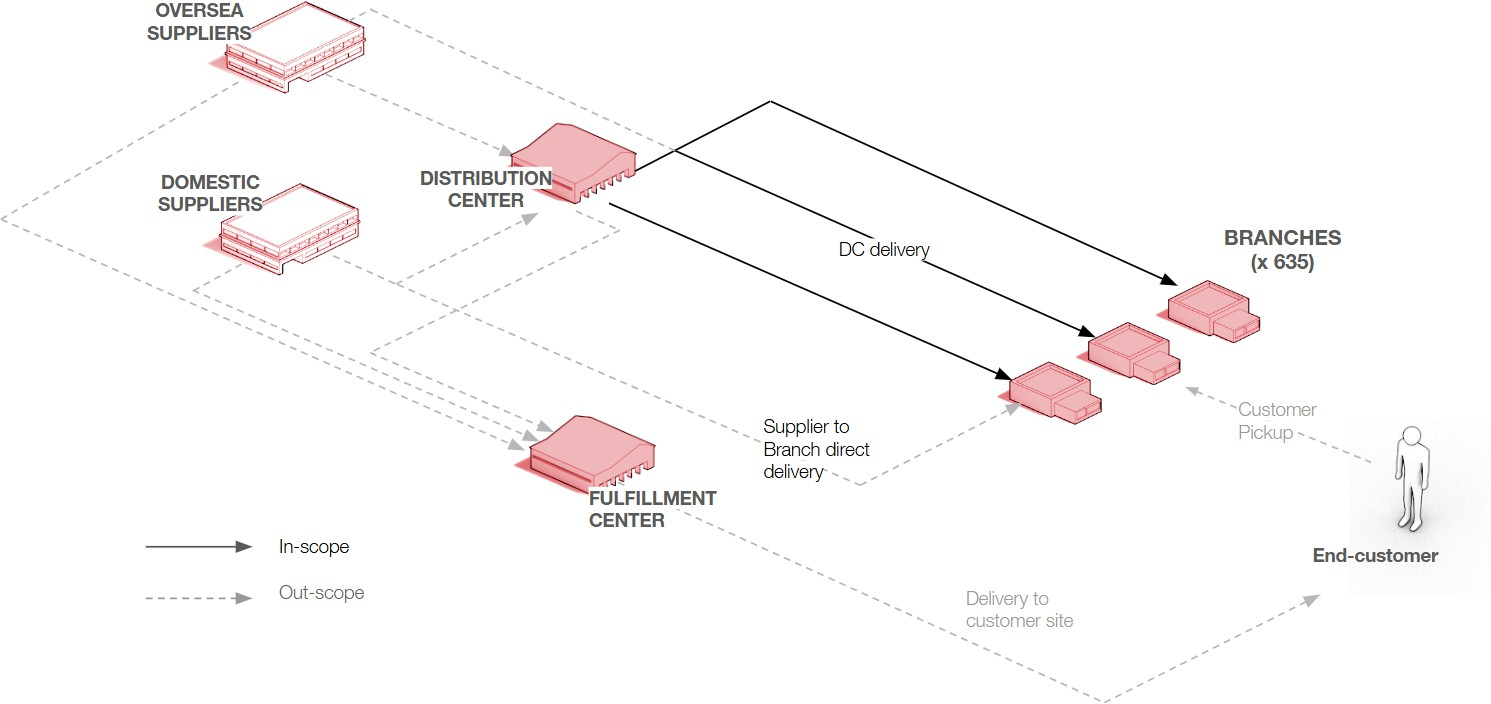 OVERSEA
SUPPLIERS
DOMESTIC
SUPPLIERS
DISTRIBUTION
CENTER
DC delivery
BRANCHES
(x 635)
Supplier to
Branch direct
delivery
Customer
Pickup
FULFILLMENT
CENTER
In-scope
Out-scope
End-customer
Delivery to
customer site